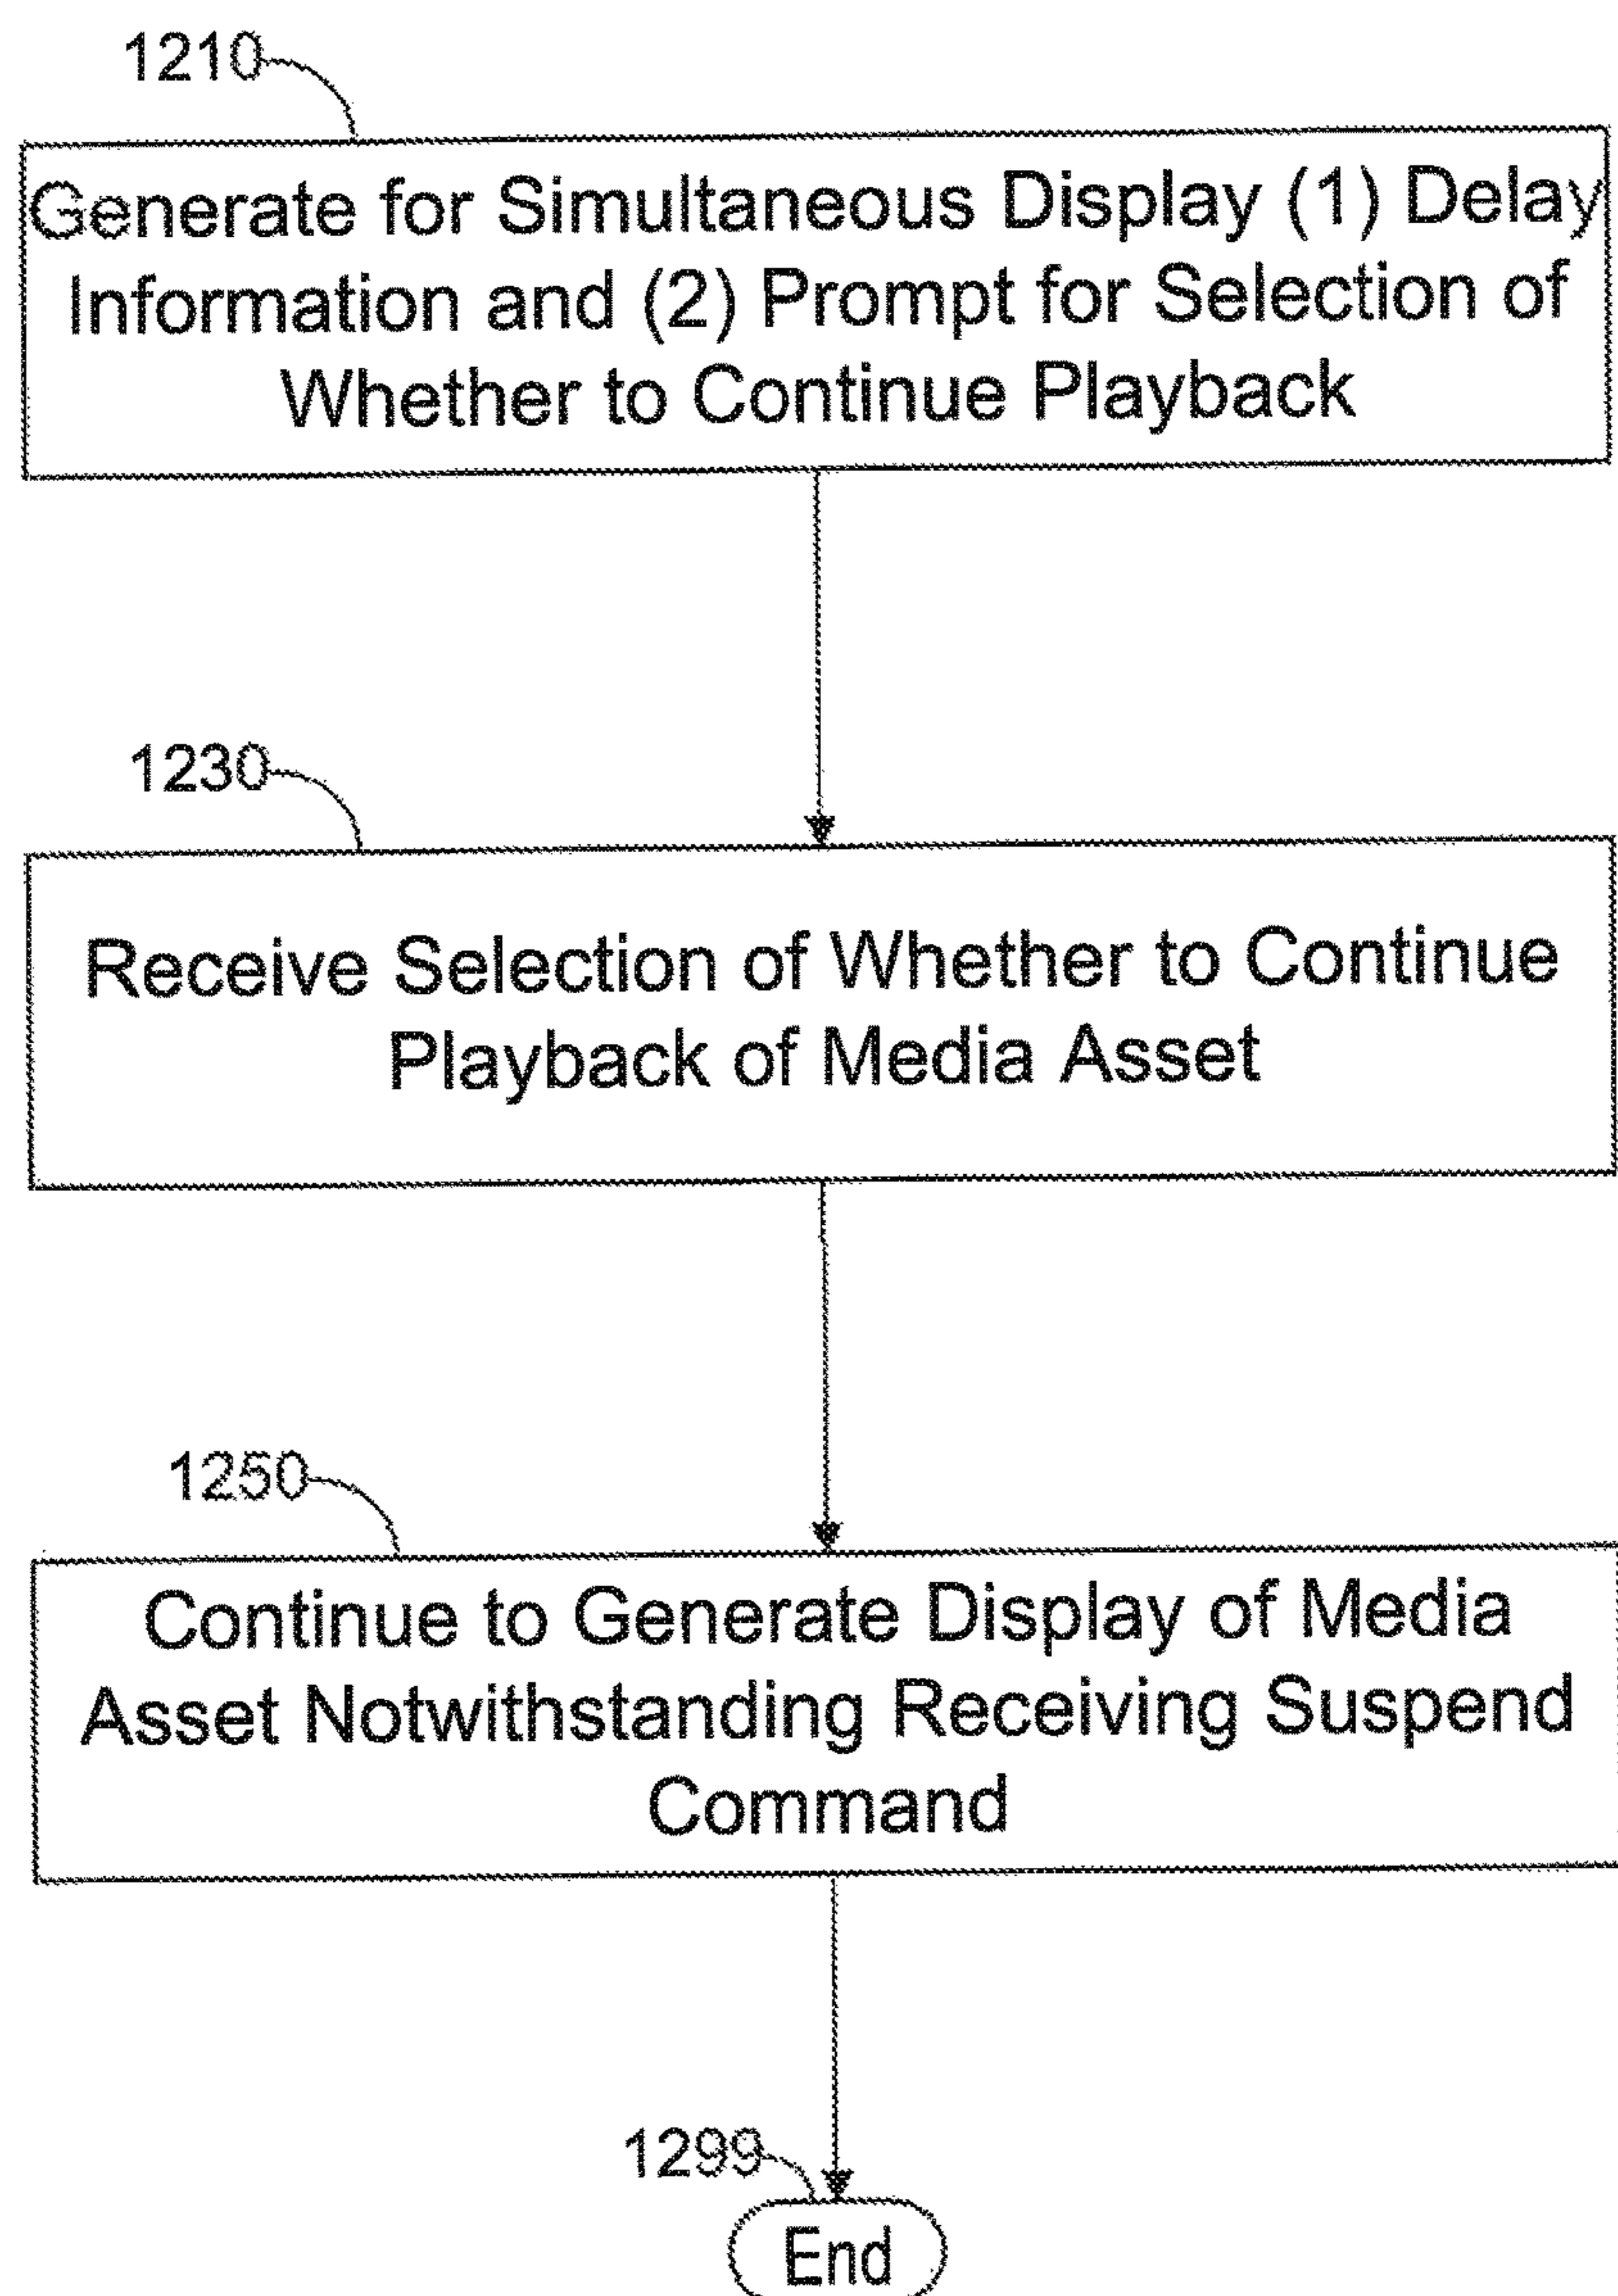 1210
Generate for Simultaneous Display (1) Delay
Information and (2) Prompt for Selection of
Whether to Continue Playback
1230
Receive Selection of Whether to Continue
Playback of Media Asset
1250
Continue to Generate Display of Media
Asset Notwithstanding Receiving Suspend
Command
1299
End